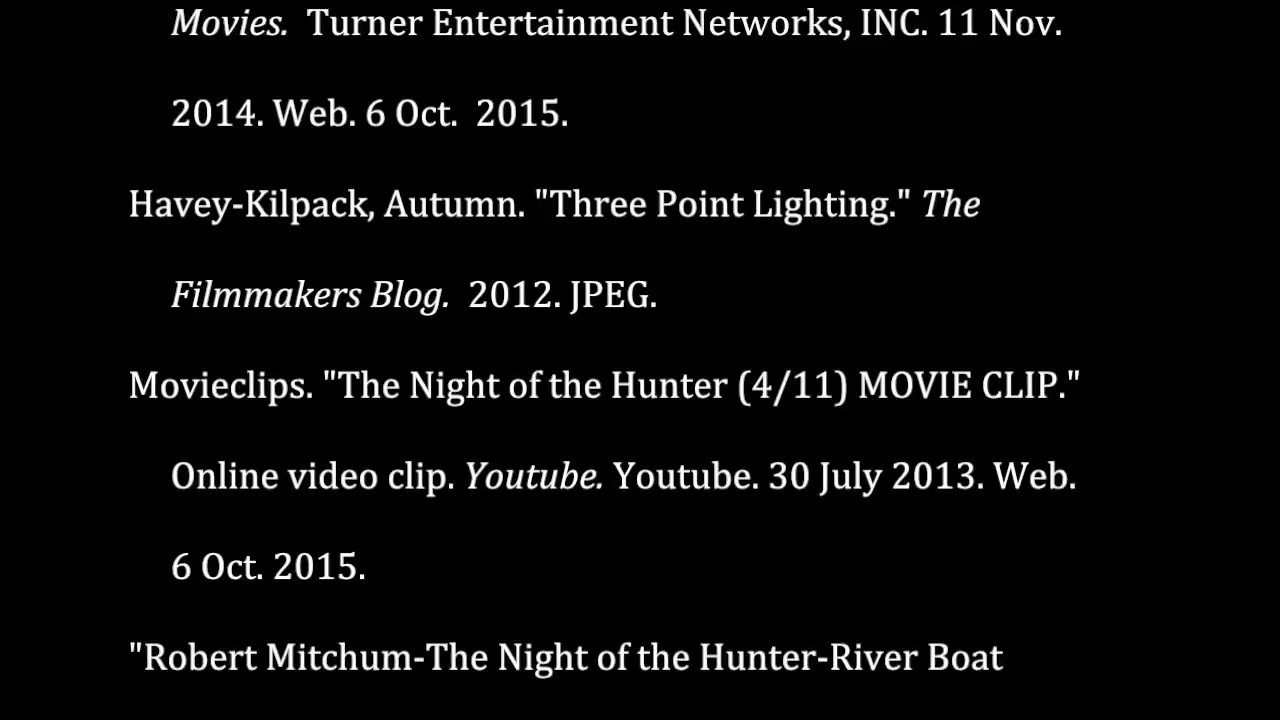 Movies.  Turner Entertainment Networks, INC. 11 Nov.
2014. Web. 6 Oct.  2015.
Havey-Kilpack, Autumn. "Three Point Lighting." The
Filmmakers Blog.  2012. JPEG.
Movieclips. "The Night of the Hunter (4/11) MOVIE CLIP."
Online video clip. Youtube. Youtube. 30 July 2013. Web.
6 Oct. 2015.
"Robert Mitchum-The Night of the Hunter-River Boat